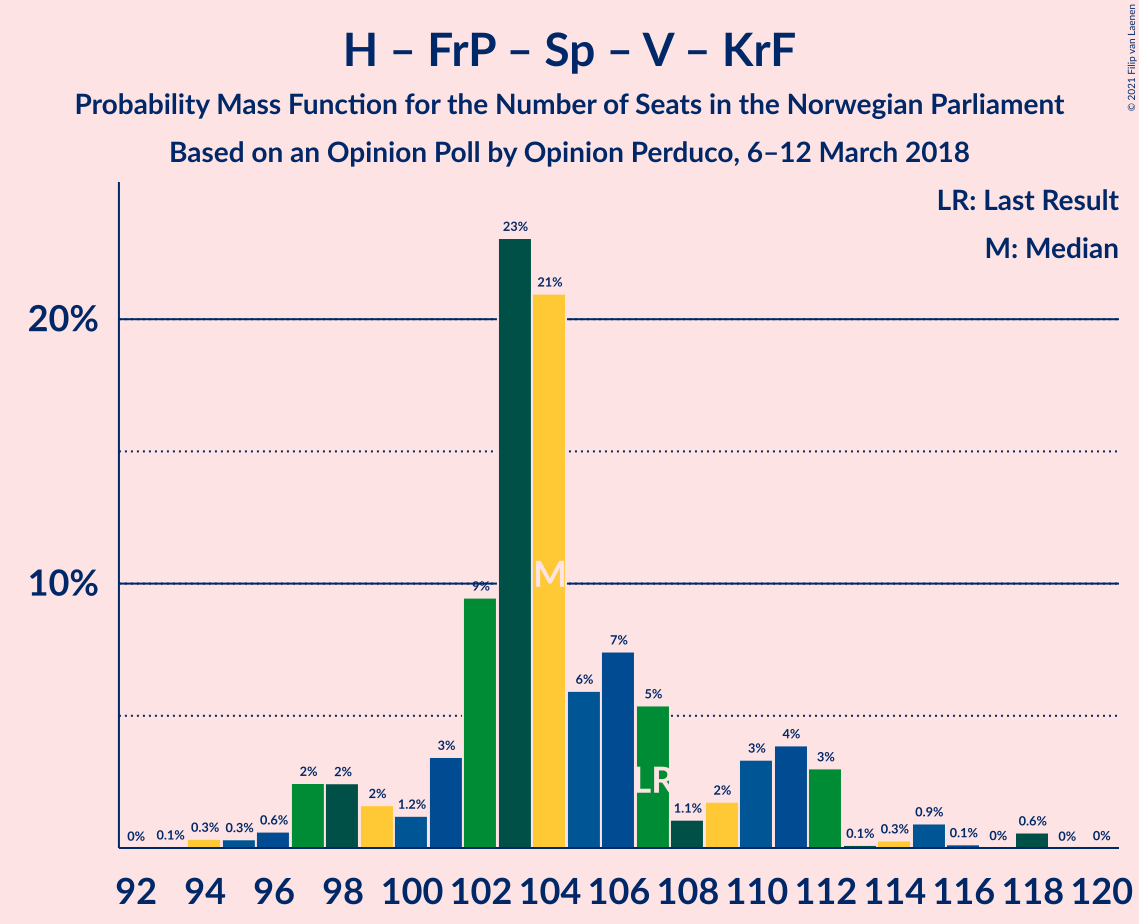 H – FrP – Sp – V – KrF
Probability Mass Function for the Number of Seats in the Norwegian Parliament
Based on an Opinion Poll by Opinion Perduco, 6–12 March 2018
© 2021 Filip van Laenen
LR: Last Result
M: Median
20%
10%
0% 0.1% 0.3% 0.3% 0.6% 2% 2% 2% 1.2% 3% 9% 23% 21% 6% 7% 5% 1.1% 2% 3% 4% 3% 0.1% 0.3% 0.9% 0.1% 0% 0.6% 0% 0%
M
LR
92 94 96 98 100 102 104 106 108 110 112 114 116 118 120